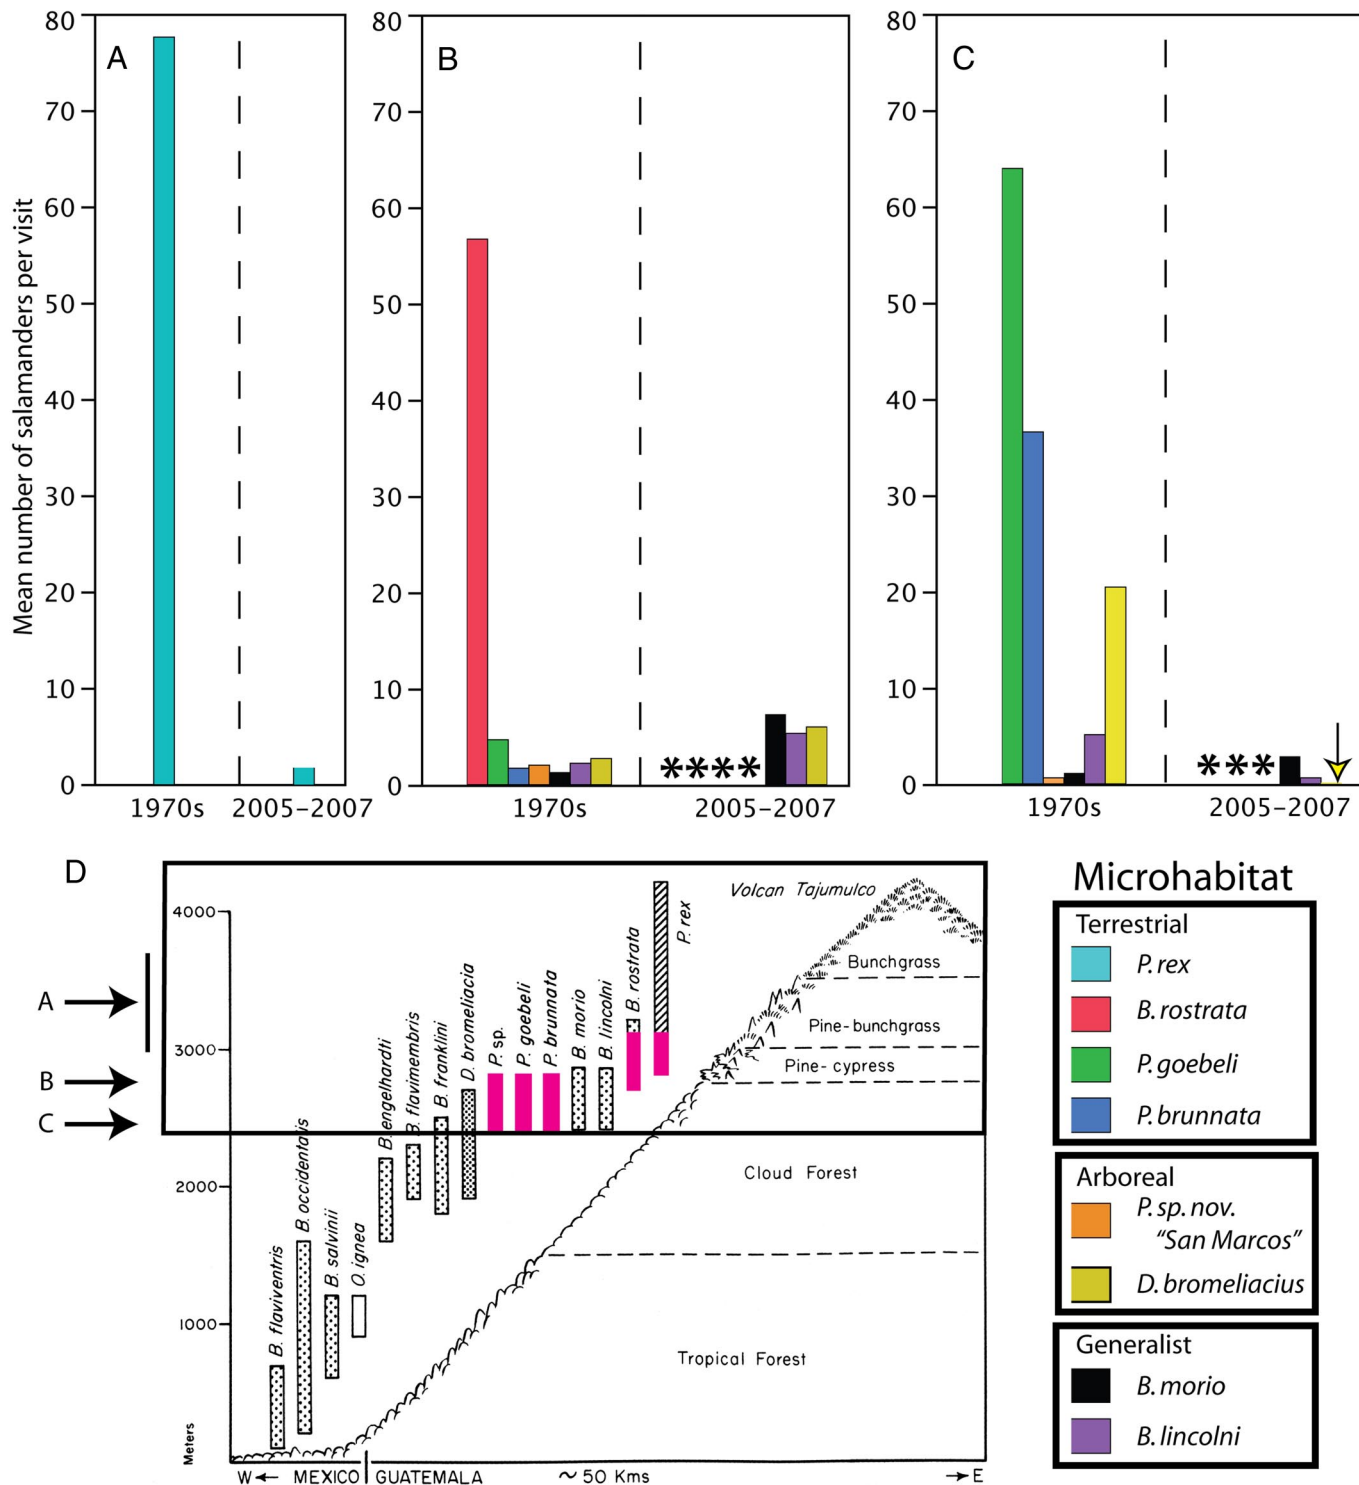 Mean number of salamanders per visit
A
80
70
60
50
40
30
20
10
0
1970s
2005-2007
B
80
70
60
50
40
30
20
10
0
****
1970s
2005-2007
C
80
70
60
50
40
30
20
10
0
***
1970s
2005-2007
D
A
B
C
4000
3000
2000
1000
Meters
B. flaviventris
B. occidentalis
B. salvinii
O. ignea
B. engelhardti
B. flavimembris
B. franklini
D. bromeliacia
P. sp.
P. goebeli
P. brunnata
B. morio
B. lincolni
B. rostrata
P. rex
Volcan Tajumulco
Bunchgrass
Pine-bunchgrass
Pine-cypress
Cloud Forest
Tropical Forest
W ← MEXICO | GUATEMALA ~ 50 Kms → E
Microhabitat
Terrestrial
P. rex
B. rostrata
P. goebeli
P. brunnata
Arboreal
P. sp. nov.
"San Marcos"
D. bromeliacius
Generalist
B. morio
B. lincolni